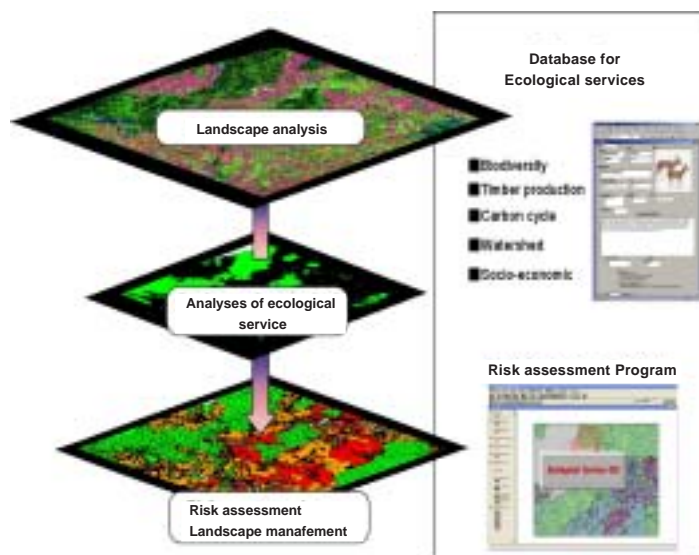 Database for
Ecological services
Landscape analysis
■Biodiversity
■Timber production
■Carbon cycle
■Watershed
■Socio-economic
Analyses of ecological
service
Risk assessment Program
Risk assessment
Landscape manafement